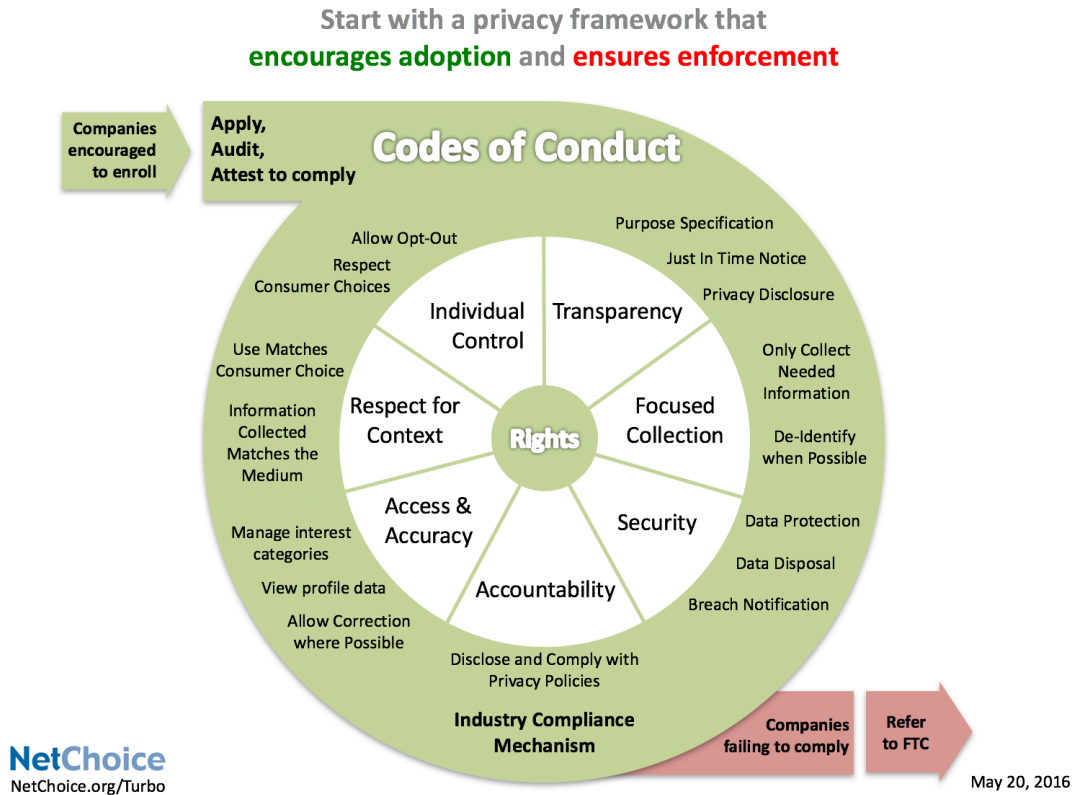 Start with a privacy framework that
encourages adoption and ensures enforcement
Companies
encouraged
to enroll
Apply,
Audit,
Attest to comply
Codes of Conduct
Allow Opt-Out
Respect
Consumer Choices
Purpose Specification
Just In Time Notice
Privacy Disclosure
Individual
Control
Transparency
Use Matches
Consumer Choice
Information
Collected
Matches the
Medium
Respect for
Context
Rights
Focused
Collection
Only Collect
Needed
Information
De-Identify
when Possible
Access &
Accuracy
Security
Accountability
Manage interest
categories
View profile data
Allow Correction
where Possible
Data Protection
Data Disposal
Breach Notification
Disclose and Comply with
Privacy Policies
Industry Compliance
Mechanism
Companies
failing to comply
Refer
to FTC
NetChoice
NetChoice.org/Turbo
May 20, 2016